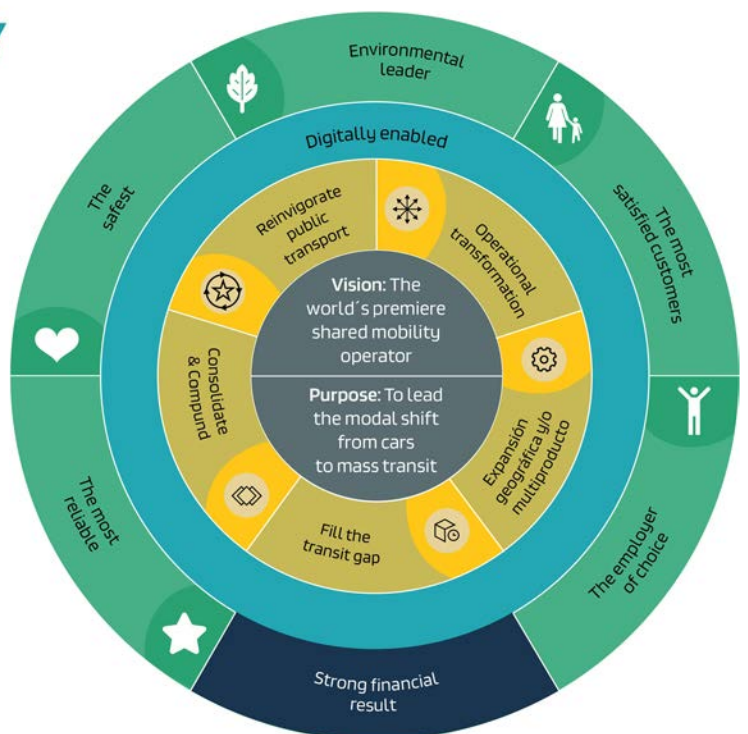 Environmental
leader
The most
satisfied customers
The employer
of choice
Strong financial
result
The most
reliable
The
safest
Digitally enabled
Reinvigorate
public
transport
Operational
transformation
Expansión
geográfica y/o
multiproducto
Fill the
transit gap
Consolidate
& Compund
Vision: The
world´s premiere
shared mobility
operator
Purpose: To lead
the modal shift
from cars
to mass transit